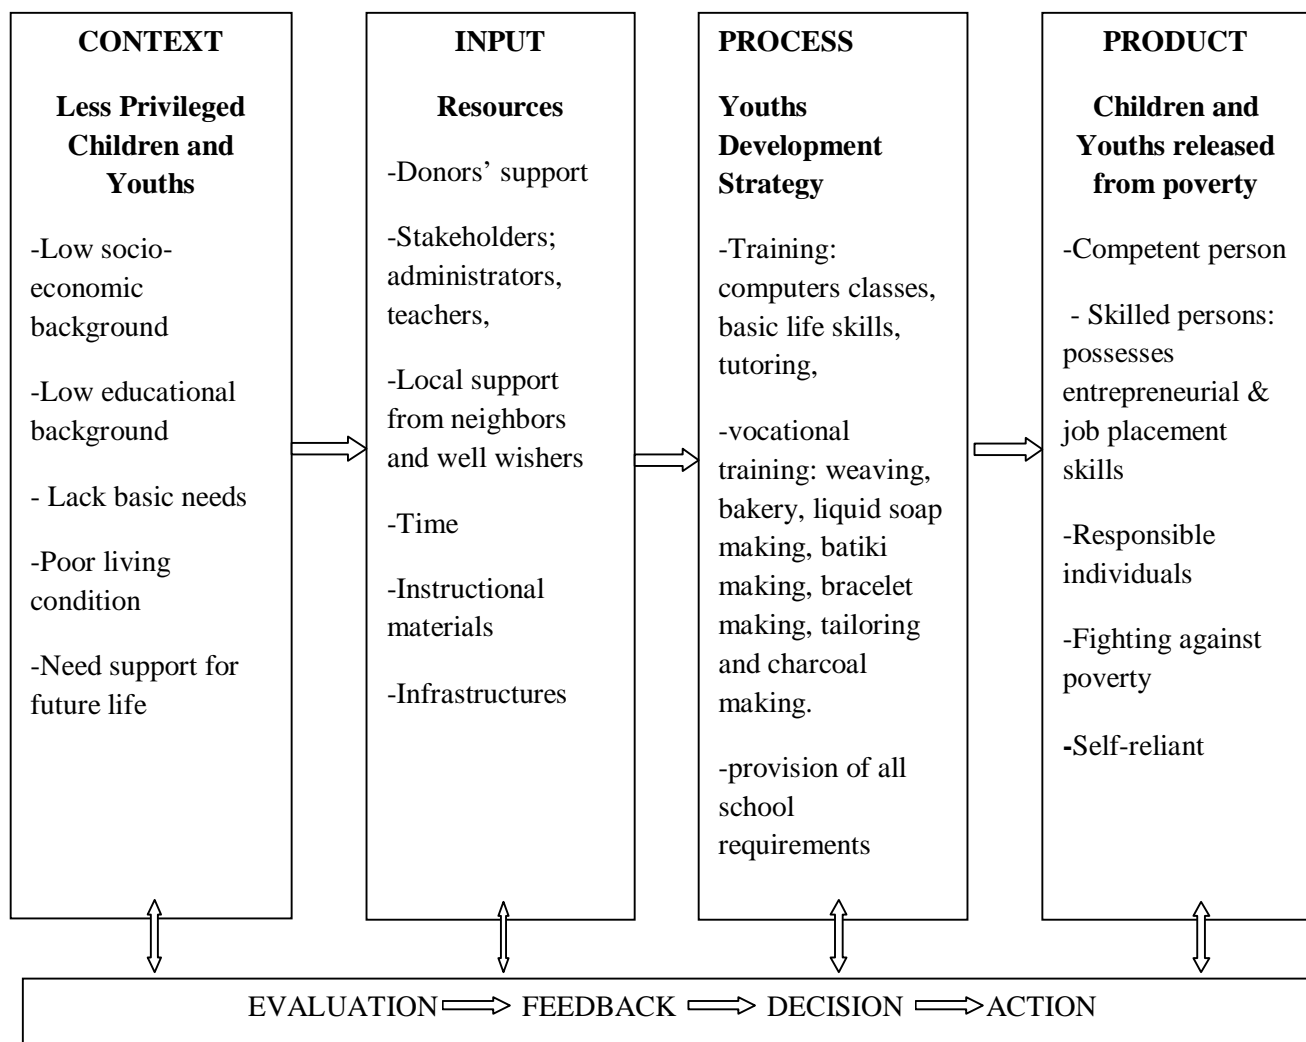 CONTEXT
Less Privileged
Children and
Youths
-Low socio-
economic
background
-Low educational
background
- Lack basic needs
-Poor living
condition
-Need support for
future life
INPUT
Resources
-Donors’ support
-Stakeholders;
administrators,
teachers,
-Local support
from neighbors
and well wishers
-Time
-Instructional
materials
-Infrastructures
PROCESS
Youths
Development
Strategy
-Training:
computers classes,
basic life skills,
tutoring,
-vocational
training: weaving,
bakery, liquid soap
making, batiki
making, bracelet
making, tailoring
and charcoal
making.
-provision of all
school
requirements
PRODUCT
Children and
Youths released
from poverty
-Competent person
- Skilled persons:
possesses
entrepreneurial &
job placement
skills
-Responsible
individuals
-Fighting against
poverty
-Self-reliant
EVALUATION FEEDBACK DECISION ACTION